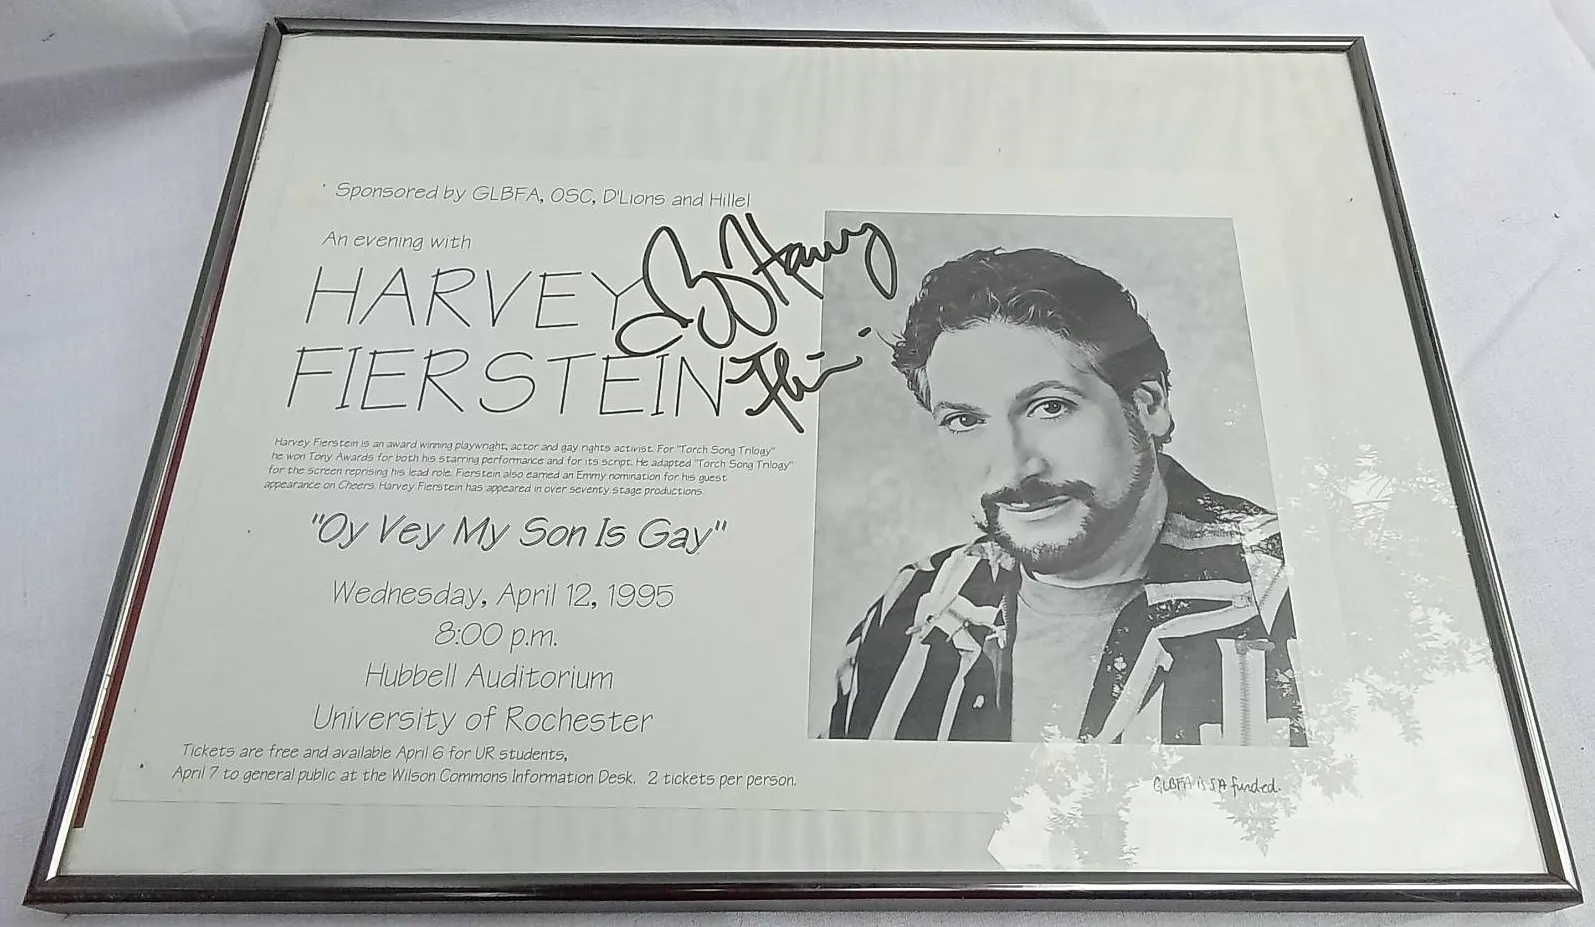 Sponsored by GLBFA, OSC, D'Lions and Hillel
An evening with
HARVEY
FIERSTEIN
Harvey
Harvey Fierstein is an award winning playwright, actor and gay rights activist. For "Torch Song Trilogy"
he won Tony Awards for both his starring performance and for its script. He adapted "Torch Song Trilogy"
for the screen reprising his lead role. Fierstein also earned an Emmy nomination for his guest
appearance on Cheers. Harvey Fierstein has appeared in over seventy stage productions.
"Oy Vey My Son Is Gay"
Wednesday, April 12, 1995
8:00 p.m.
Hubbell Auditorium
University of Rochester
Tickets are free and available April 6 for UR students,
April 7 to general public at the Wilson Commons Information Desk. 2 tickets per person.
GLBFA is SA funded.